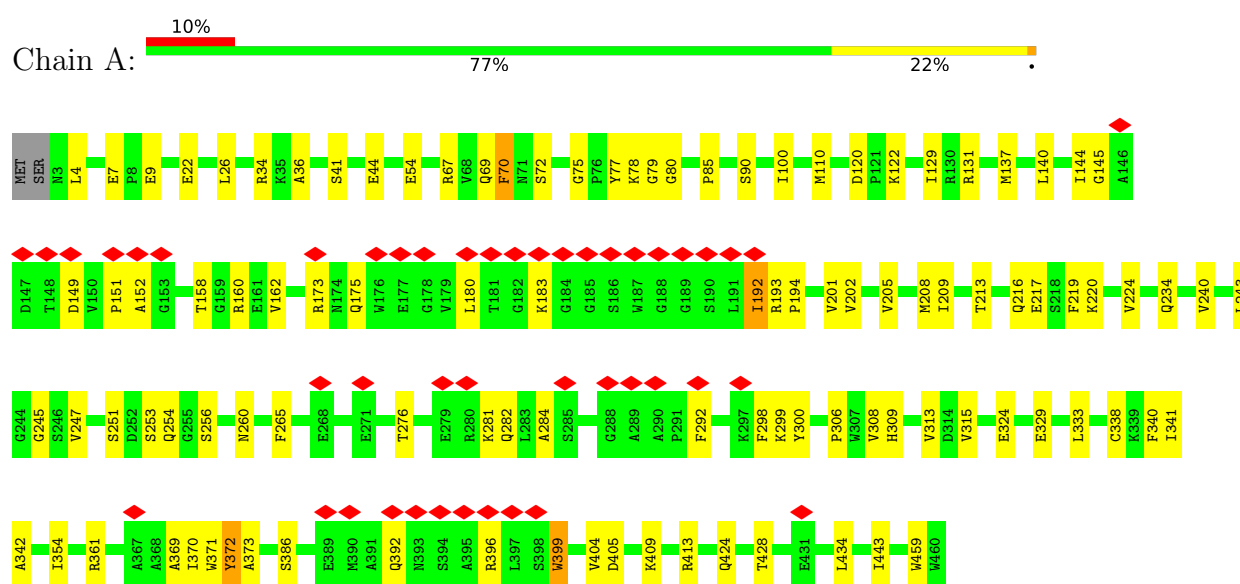 10%
Chain A:
77% 22% •
MET SER N3 L4 E7 P8 E9 E22 L26 R34 K35 A36 S41 E44 E54 R67 V68 Q69 F70 N71 S72 G75 P76 Y77 K78 G79 G80 P85 S90 I100 M110 D120 P121 K122 I129 R130 R131 M137 L140 I144 G145 A146
D147 T148 D149 V150 P151 A152 G153 T158 G159 R160 E161 V162 R173 N174 Q175 W176 E177 G178 V179 L180 T181 G182 K183 G184 G185 S186 W187 G188 G189 S190 L191 I192 R193 P194 V201 V202 V205 M208 I209 T213 Q216 E217 S218 F219 K220 V224 Q234 V240
G244 G245 S246 V247 S251 D252 S253 Q254 G255 S256 N260 F265 E268 E271 T276 E279 R280 K281 Q282 L283 A284 S285 G288 A289 A290 P291 F292 K297 F298 K299 Y300 P306 W307 V308 H309 V313 D314 V315 E324 E329 L333 C338 K339 F340 I341
A342 I354 R361 A367 A368 A369 I370 W371 Y372 A373 S386 E389 M390 A391 Q392 N393 S394 A395 R396 L397 S398 W399 V404 D405 K409 R413 Q424 T428 E431 L434 I443 W459 W460